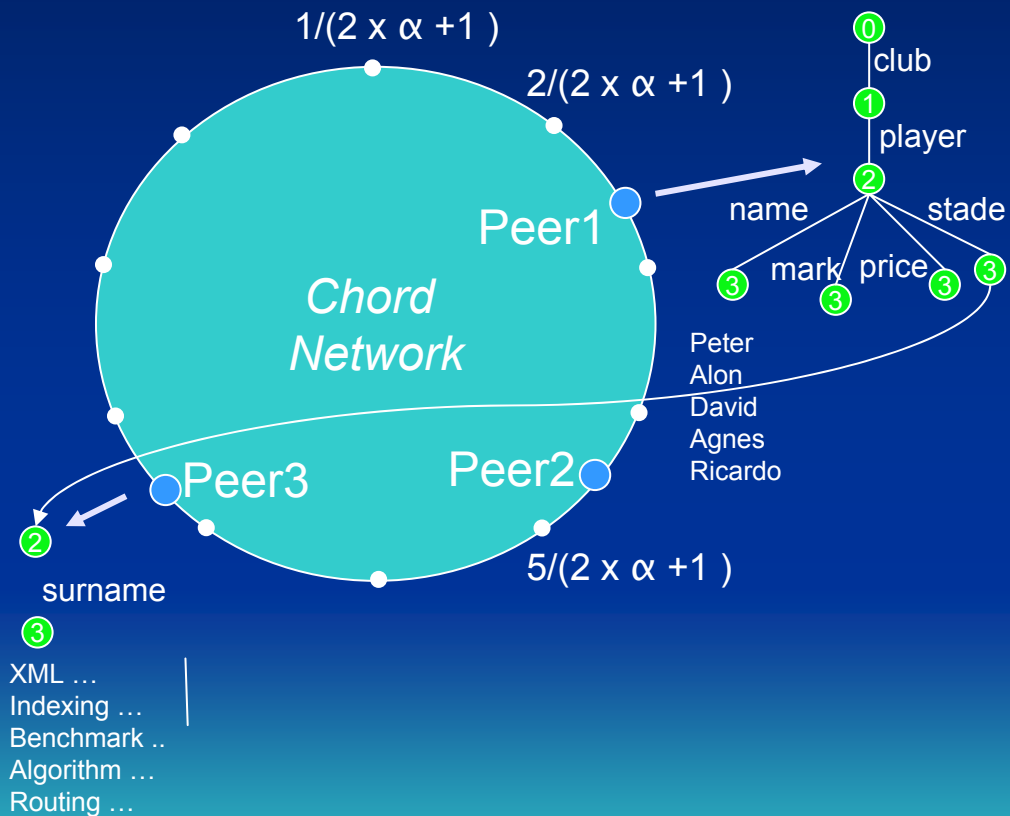 1/(2 x α +1 )
2/(2 x α +1 )
0
club
1
player
2
name
stade
mark
price
3
3
3
3
Peer1
Chord
Network
Peter
Alon
David
Agnes
Ricardo
Peer2
Peer3
5/(2 x α +1 )
2
surname
3
XML …
Indexing …
Benchmark ..
Algorithm …
Routing …